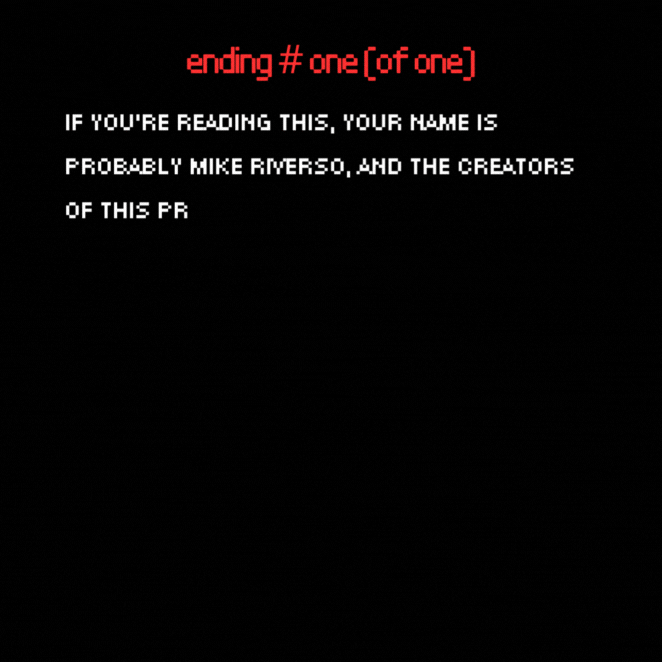 ending # one (of one)
IF YOU'RE READING THIS, YOUR NAME IS
PROBABLY MIKE RIVERSO, AND THE CREATORS
OF THIS PR